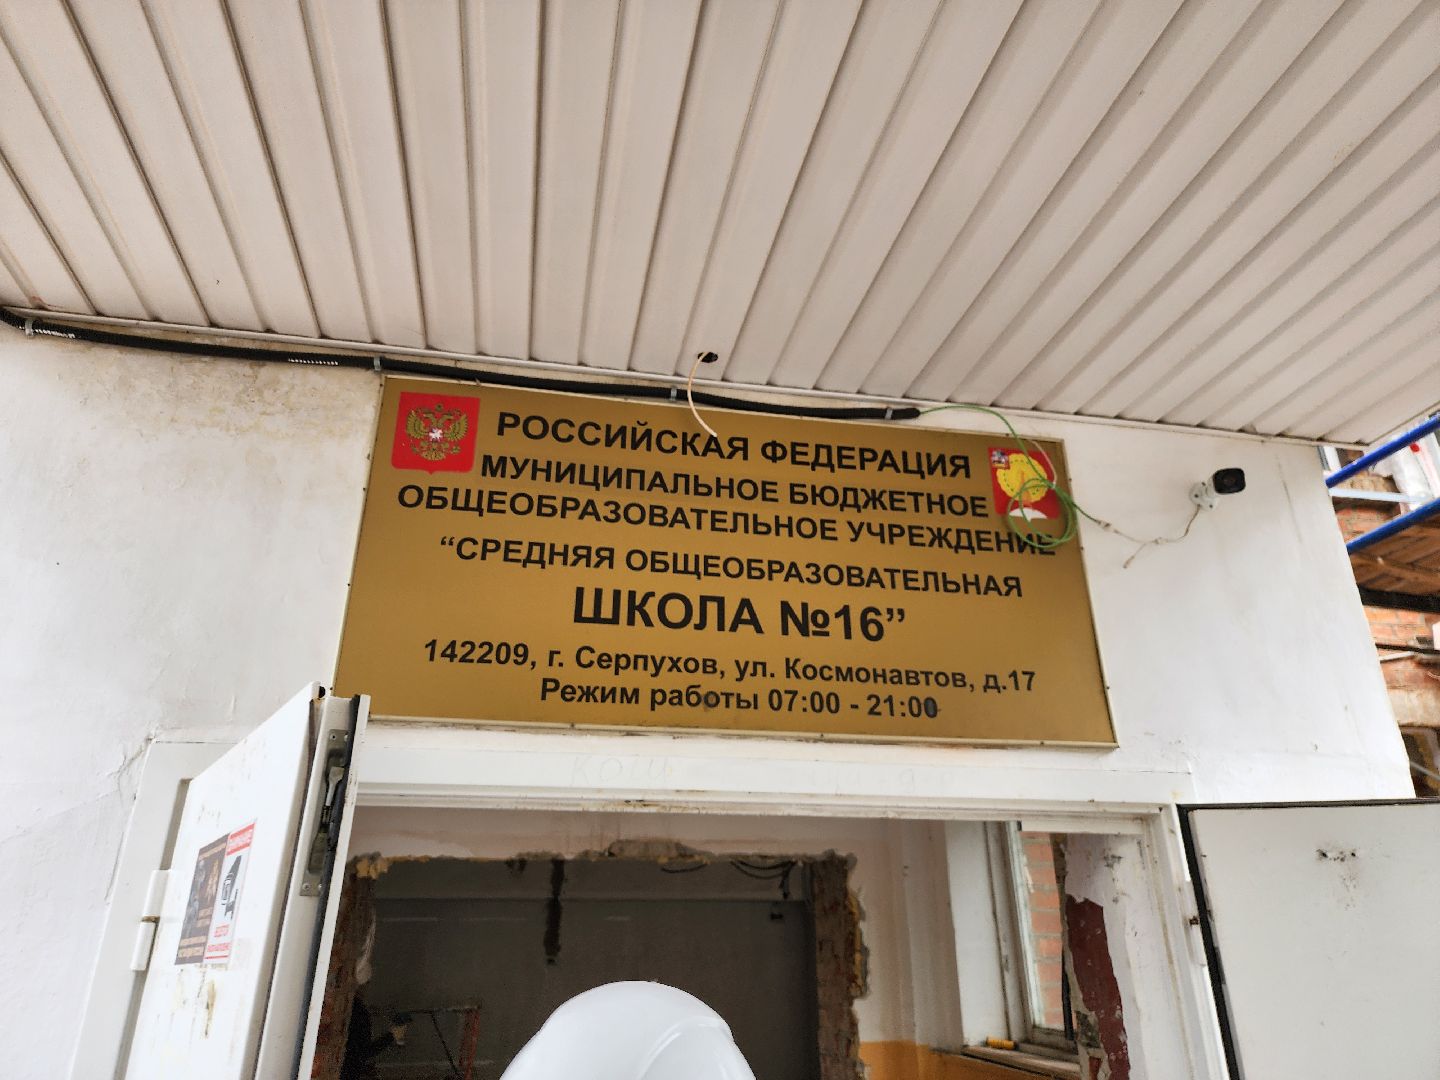 РОССИЙСКАЯ ФЕДЕРАЦИЯ
МУНИЦИПАЛЬНОЕ БЮДЖЕТНОЕ
ОБЩЕОБРАЗОВАТЕЛЬНОЕ УЧРЕЖДЕНИЕ
“СРЕДНЯЯ ОБЩЕОБРАЗОВАТЕЛЬНАЯ
ШКОЛА №16”
142209, г. Серпухов, ул. Космонавтов, д.17
Режим работы 07:00 - 21:00